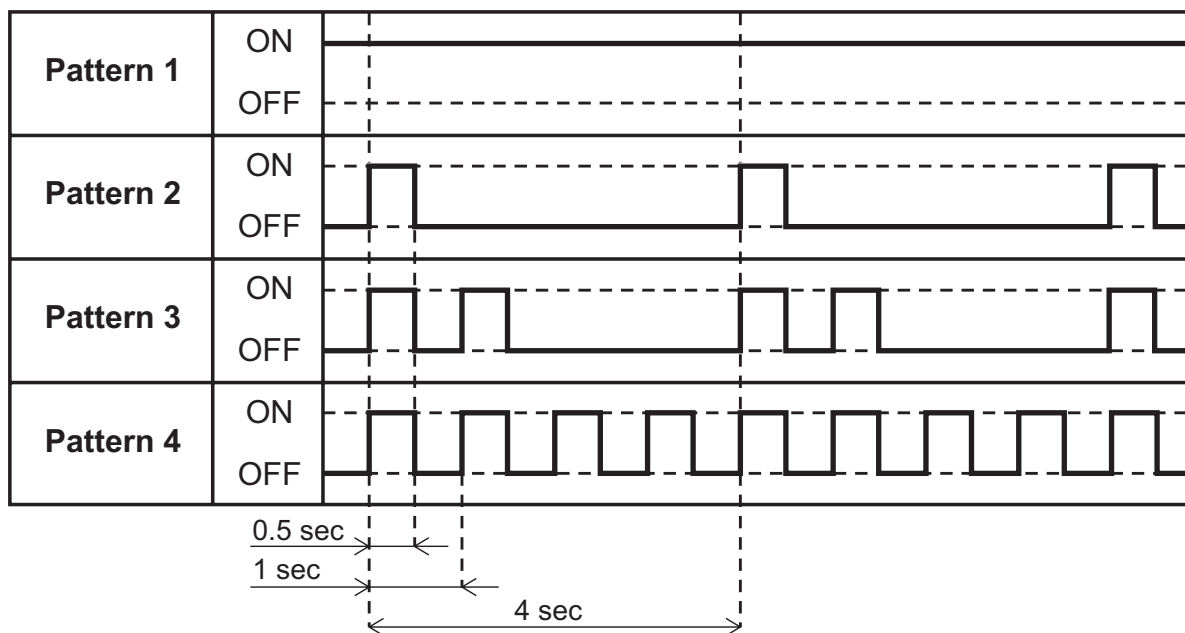 Pattern 1
ON
OFF
Pattern 2
ON
OFF
Pattern 3
ON
OFF
Pattern 4
ON
OFF
0.5 sec
1 sec
4 sec